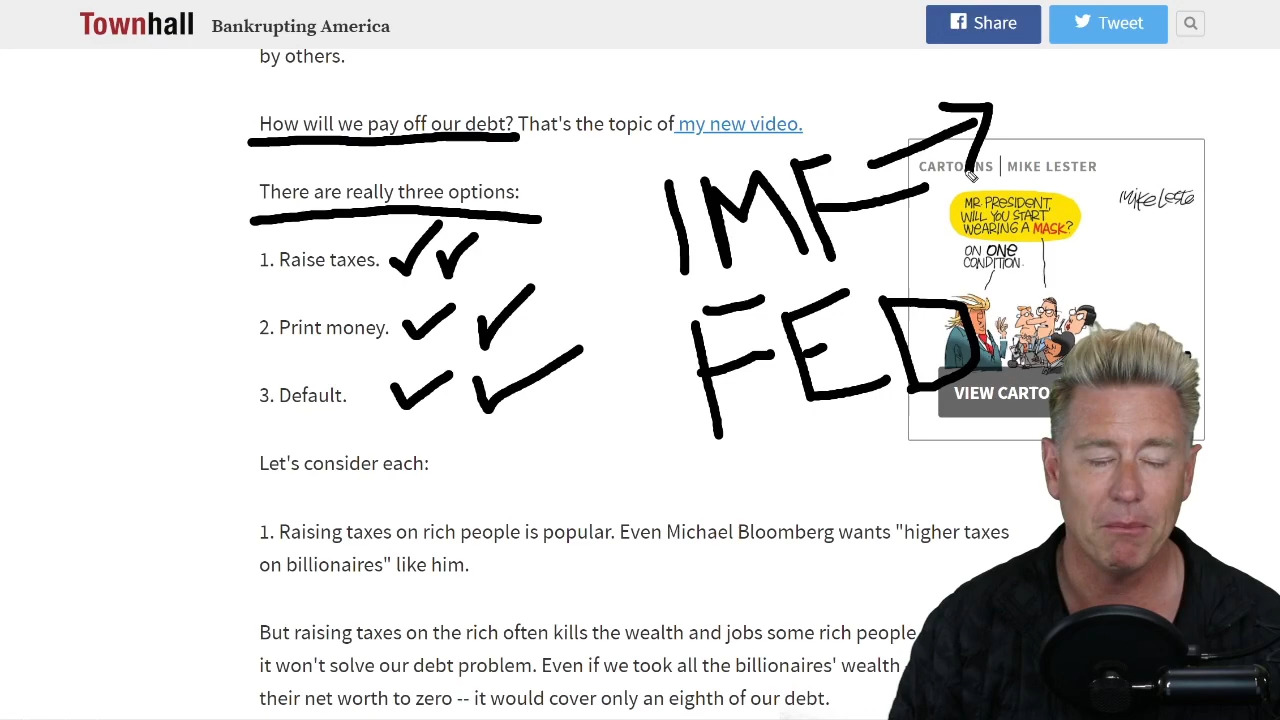 Townhall Bankrupting America
Share
Tweet
by others.
How will we pay off our debt? That's the topic of my new video.
There are really three options:
1. Raise taxes.
2. Print money.
3. Default.
Let's consider each:
1. Raising taxes on rich people is popular. Even Michael Bloomberg wants "higher taxes
on billionaires" like him.
But raising taxes on the rich often kills the wealth and jobs some rich people
it won't solve our debt problem. Even if we took all the billionaires' wealth
their net worth to zero -- it would cover only an eighth of our debt.
IMF
FED
CARTOONS | MIKE LESTER
MR. PRESIDENT,
WILL YOU START
WEARING A MASK?
ON ONE
CONDITION.
Mike Leste
VIEW CARTO